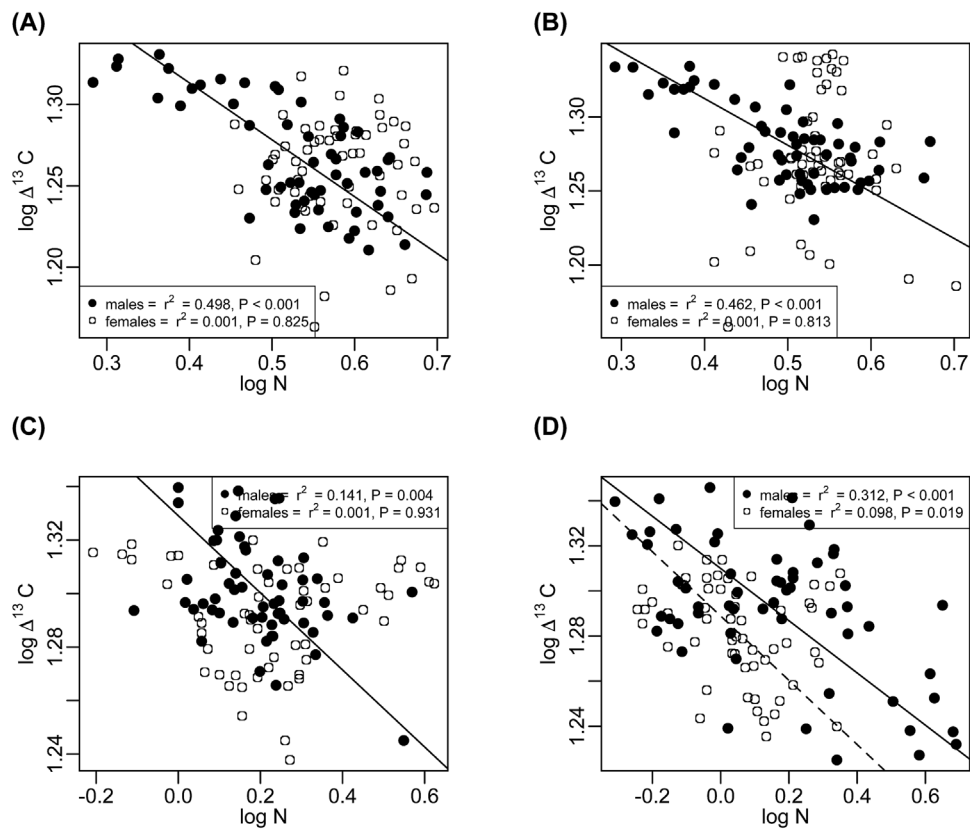 (A)
(B)
log Δ¹³ C
1.30
1.25
1.20
males = r² = 0.498, P < 0.001
females = r² = 0.001, P = 0.825
0.3 0.4 0.5 0.6 0.7
log N
log Δ¹³ C
1.30
1.25
1.20
males = r² = 0.462, P < 0.001
females = r² = 0.001, P = 0.813
0.3 0.4 0.5 0.6 0.7
log N
(C)
(D)
log Δ¹³ C
1.32
1.28
1.24
males = r² = 0.141, P = 0.004
females = r² = 0.001, P = 0.931
-0.2 0.0 0.2 0.4 0.6
log N
log Δ¹³ C
1.32
1.28
1.24
males = r² = 0.312, P < 0.001
females = r² = 0.098, P = 0.019
-0.2 0.0 0.2 0.4 0.6
log N